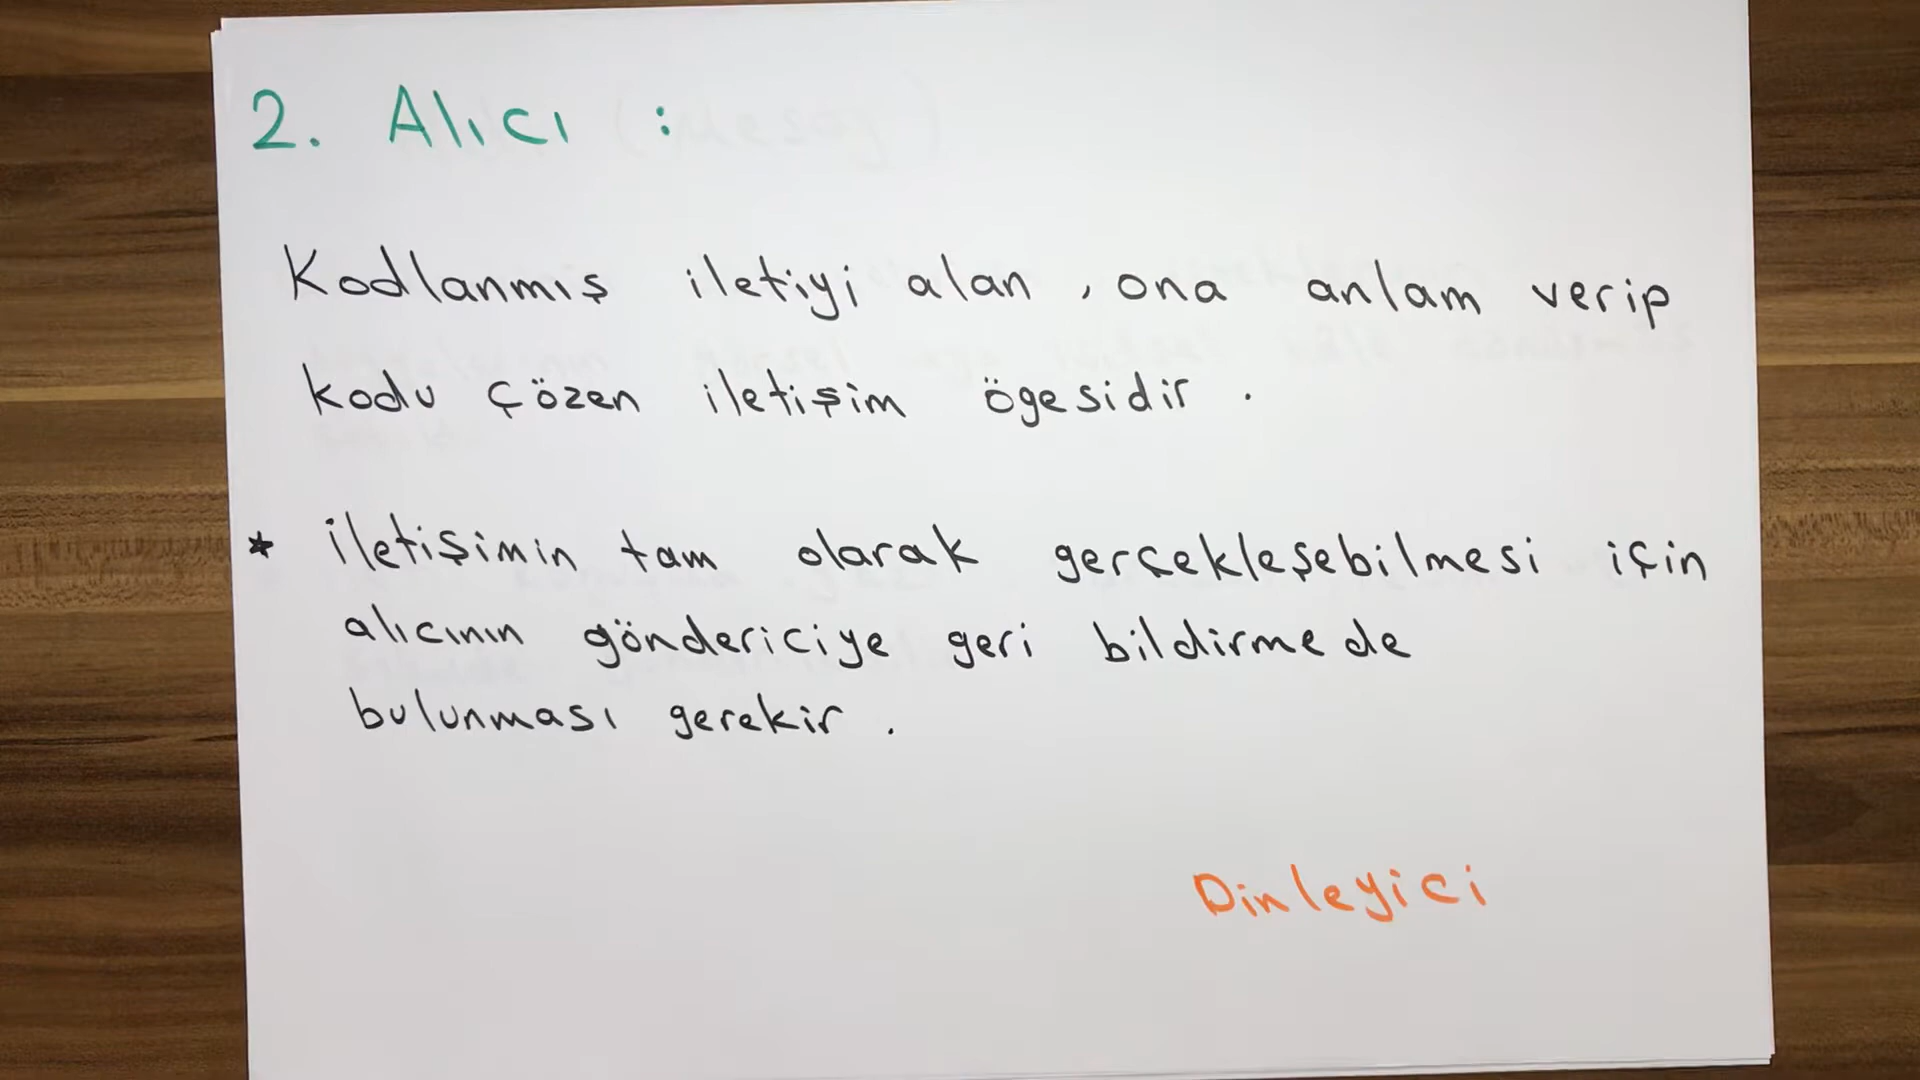 2. Alıcı :
Kodlanmış iletiyi alan, ona anlam verip
kodu çözen iletişim ögesidir.
* İletişimin tam olarak gerçekleşebilmesi için
alıcının göndericiye geri bildirmede
bulunması gerekir.
Dinleyici